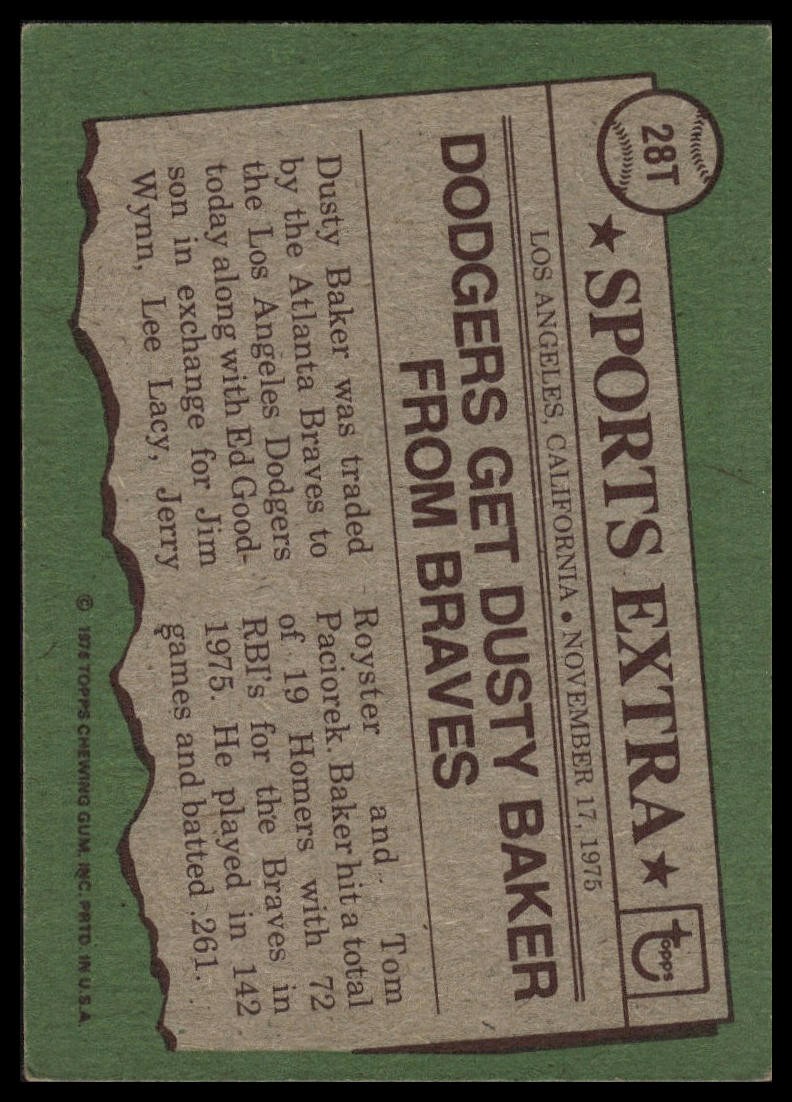 28T
★ SPORTS EXTRA ★
topps
LOS ANGELES, CALIFORNIA • NOVEMBER 17, 1975
DODGERS GET DUSTY BAKER
FROM BRAVES
Dusty Baker was traded
by the Atlanta Braves to
the Los Angeles Dodgers
today along with Ed Good-
son in exchange for Jim
Wynn, Lee Lacy, Jerry
Royster and Tom
Paciorek. Baker hit a total
of 19 Homers with 72
RBI's for the Braves in
1975. He played in 142
games and batted .261.
© 1976 TOPPS CHEWING GUM, INC. PRTD. IN U.S.A.